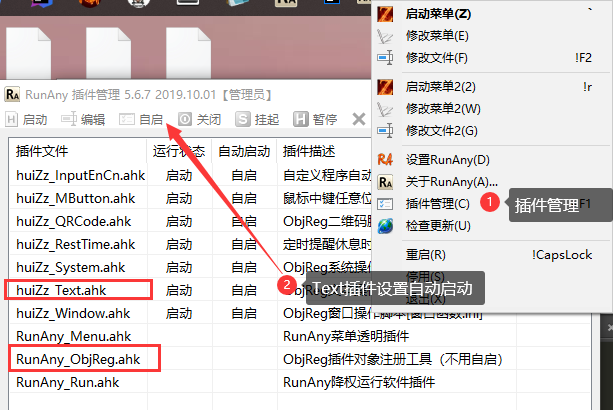 启动菜单(Z) `
修改菜单(E)
修改文件(F) !F2
启动菜单2(2) !r
修改菜单2(W)
修改文件2(G)
设置RunAny(D)
关于RunAny(A)...
插件管理(C) F1
检查更新(U)
重启(R) !CapsLock
停用(S)
退出(X)
1 插件管理
2 Text插件设置自动启动
RA RunAny 插件管理 5.6.7 2019.10.01【管理员】
启动 编辑 自启 关闭 挂起 暂停
插件文件 运行状态 自动启动 插件描述
huiZz_InputEnCn.ahk 启动 自启 自定义程序自动
huiZz_MButton.ahk 启动 自启 鼠标中键任意位
huiZz_QRCode.ahk 启动 自启 ObjReg二维码脚
huiZz_RestTime.ahk 启动 自启 定时提醒休息时
huiZz_System.ahk 启动 自启 ObjReg系统操作
huiZz_Text.ahk 启动 自启
huiZz_Window.ahk 启动 自启 ObjReg窗口操作脚本[窗口函数.ini]
RunAny_Menu.ahk RunAny菜单透明插件
RunAny_ObjReg.ahk ObjReg插件对象注册工具（不用自启）
RunAny_Run.ahk RunAny降权运行软件插件